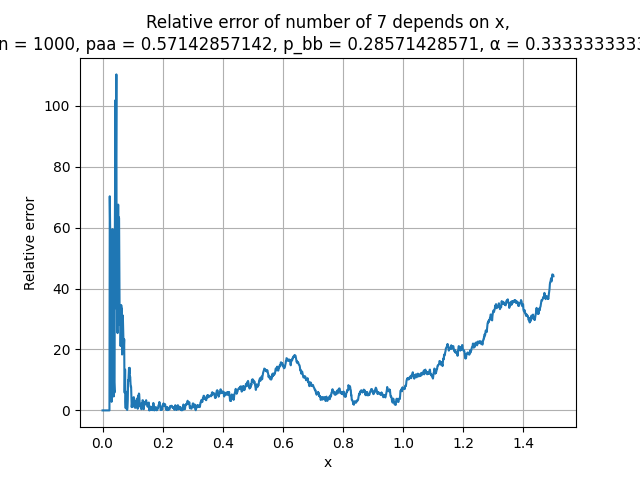 Relative error of number of 7 depends on x,
n = 1000, paa = 0.57142857142, p_bb = 0.28571428571, α = 0.3333333333
Relative error
100
80
60
40
20
0
0.0 0.2 0.4 0.6 0.8 1.0 1.2 1.4
x